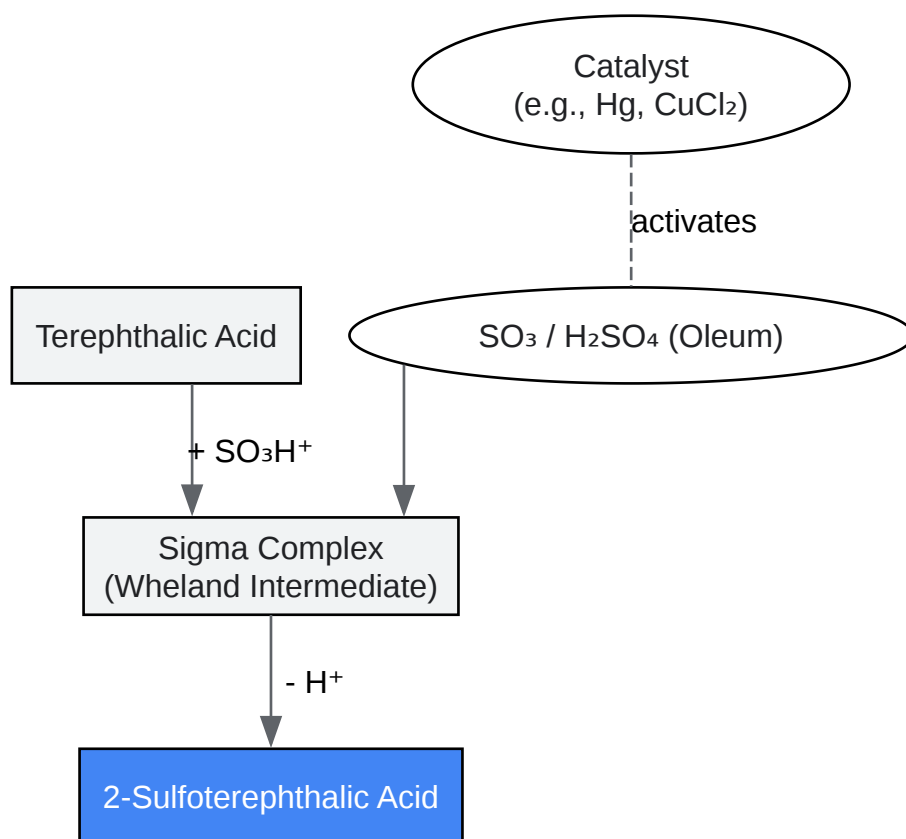 Catalyst
(e.g., Hg, CuCl₂)
activates
Terephthalic Acid
SO₃ / H₂SO₄ (Oleum)
+ SO₃H⁺
Sigma Complex
(Wheland Intermediate)
- H⁺
2-Sulfoterephthalic Acid